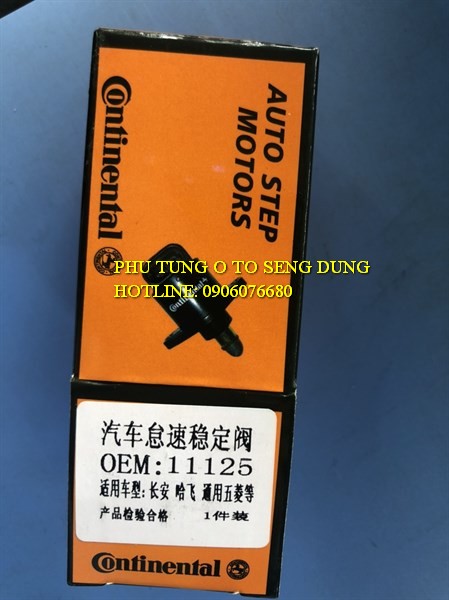 Continental
AUTO STEP
MOTORS
Continental
PHU TUNG O TO SENG DUNG
HOTLINE: 0906076680
汽车怠速稳定阀
OEM:11125
适用车型:长安 哈飞 通用五菱等
产品检验合格 1件装
Continental